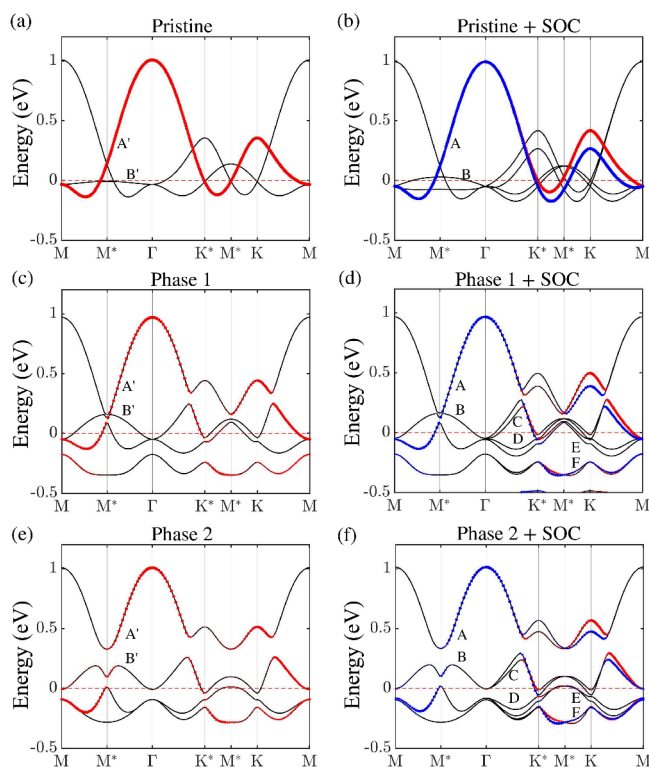 (a) Pristine
Energy (eV)
1
0.5
0
-0.5
A'
B'
M M* Γ K* M* K M
(b) Pristine + SOC
Energy (eV)
1
0.5
0
-0.5
A
B
M M* Γ K* M* K M
(c) Phase 1
Energy (eV)
1
0.5
0
-0.5
A'
B'
M M* Γ K* M* K M
(d) Phase 1 + SOC
Energy (eV)
1
0.5
0
-0.5
A
B
C
D
E
F
M M* Γ K* M* K M
(e) Phase 2
Energy (eV)
1
0.5
0
-0.5
A'
B'
M M* Γ K* M* K M
(f) Phase 2 + SOC
Energy (eV)
1
0.5
0
-0.5
A
B
C
D
E
F
M M* Γ K* M* K M